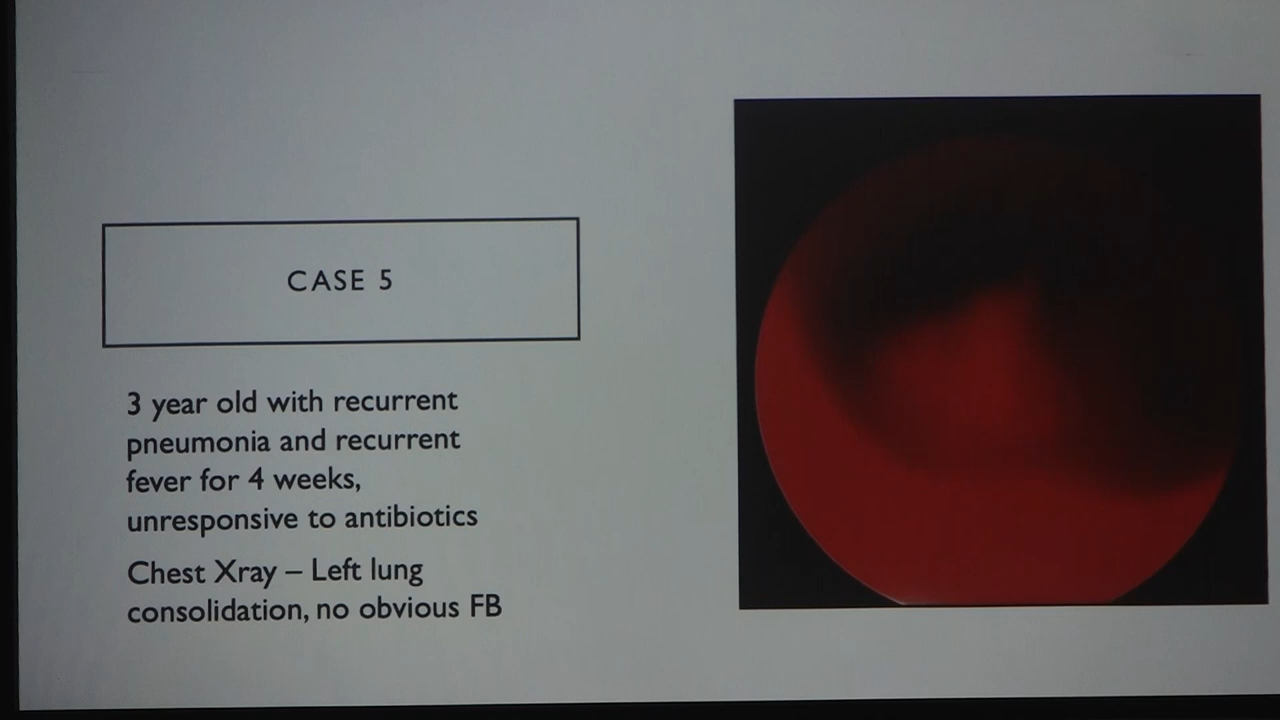 CASE 5
3 year old with recurrent
pneumonia and recurrent
fever for 4 weeks,
unresponsive to antibiotics
Chest Xray – Left lung
consolidation, no obvious FB